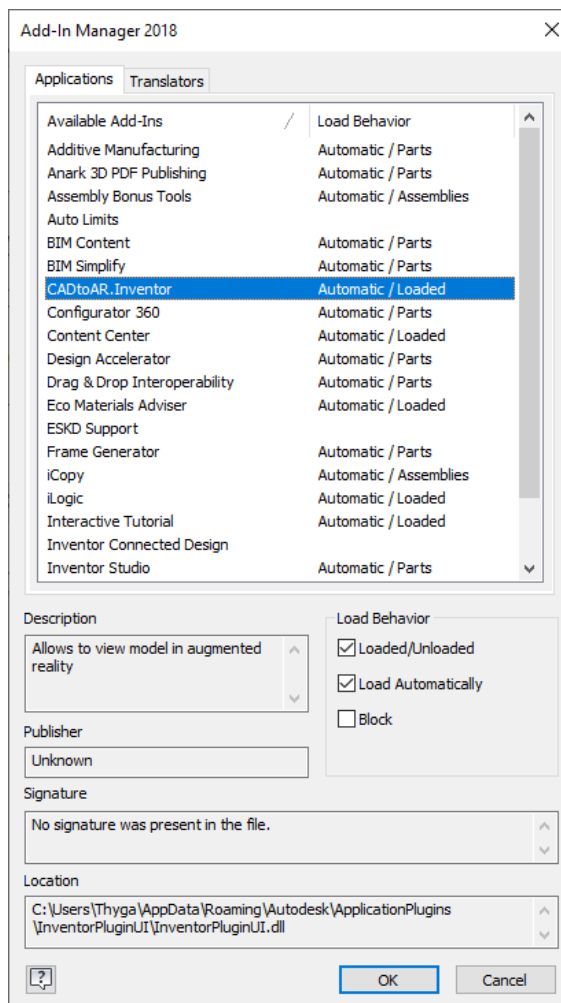 Add-In Manager 2018
Applications Translators
Available Add-Ins Load Behavior
Additive Manufacturing Automatic / Parts
Anark 3D PDF Publishing Automatic / Parts
Assembly Bonus Tools Automatic / Assemblies
Auto Limits
BIM Content Automatic / Parts
BIM Simplify Automatic / Parts
CADtoAR.Inventor Automatic / Loaded
Configurator 360 Automatic / Parts
Content Center Automatic / Loaded
Design Accelerator Automatic / Parts
Drag & Drop Interoperability Automatic / Parts
Eco Materials Adviser Automatic / Loaded
ESKD Support
Frame Generator Automatic / Parts
iCopy Automatic / Assemblies
iLogic Automatic / Loaded
Interactive Tutorial Automatic / Loaded
Inventor Connected Design
Inventor Studio Automatic / Parts
Description
Allows to view model in augmented
reality
Load Behavior
Loaded/Unloaded
Load Automatically
Block
Publisher
Unknown
Signature
No signature was present in the file.
Location
C:\Users\Thyga\AppData\Roaming\Autodesk\ApplicationPlugins
\InventorPluginUI\InventorPluginUI.dll
? OK Cancel